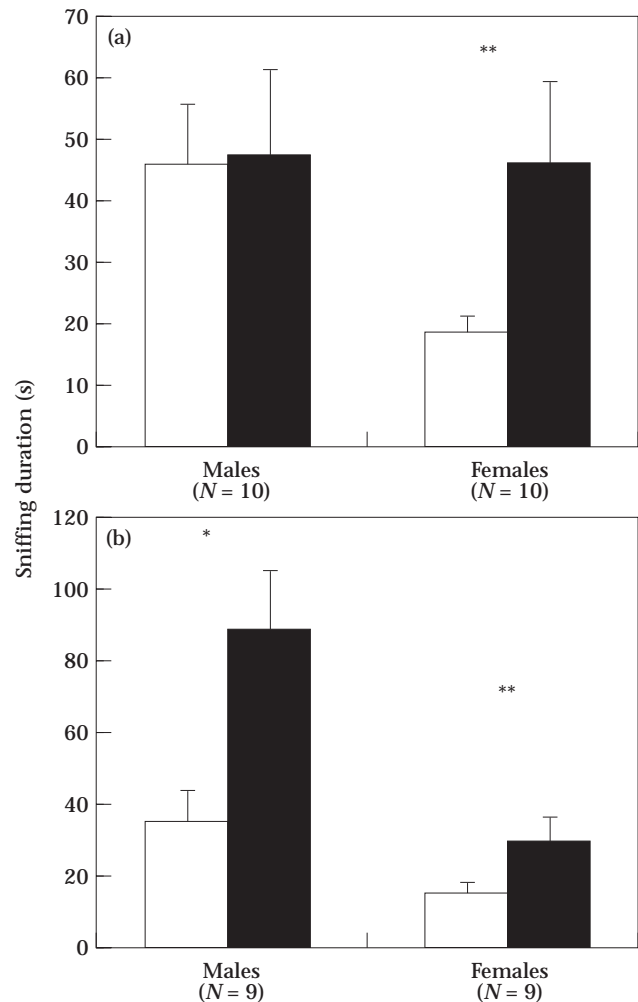 Sniffing duration (s)
70
(a)
**
60
50
40
30
20
10
0
Males
(N = 10)
Females
(N = 10)
120
(b)
*
100
80
**
60
40
20
0
Males
(N = 9)
Females
(N = 9)